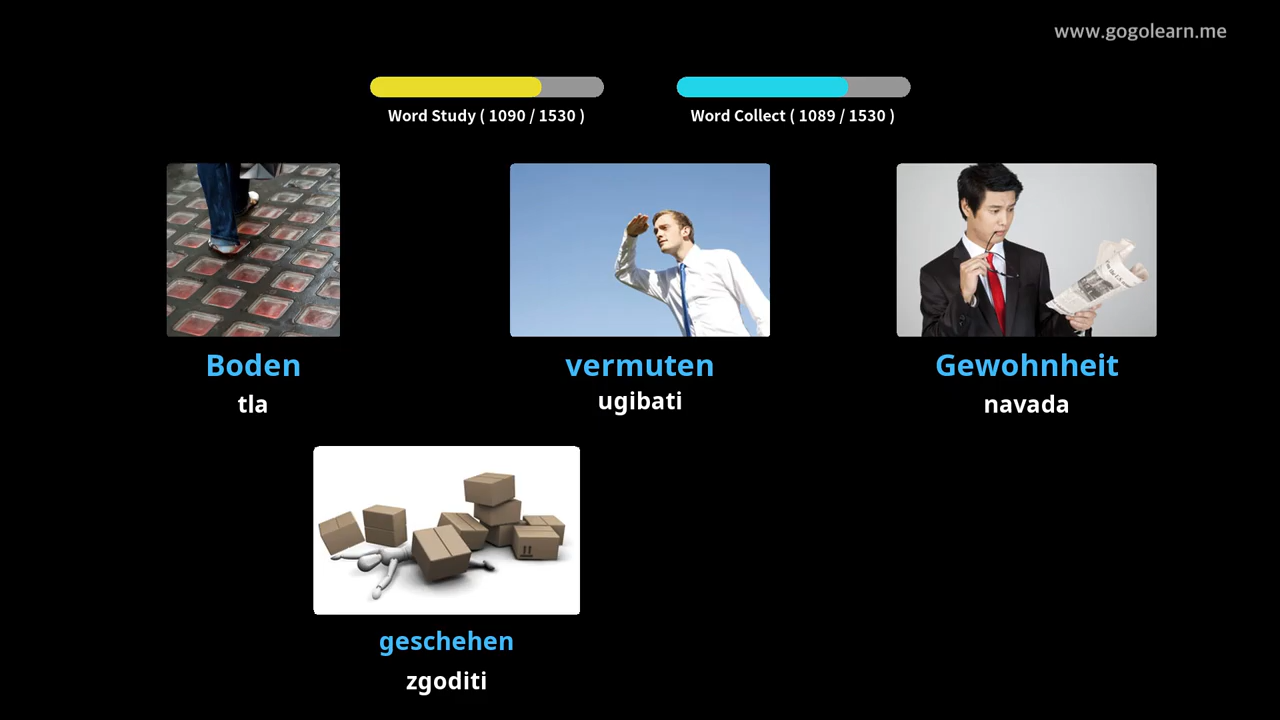 www.gogolearn.me
Word Study ( 1090 / 1530 )
Word Collect ( 1089 / 1530 )
Boden
vermuten
Gewohnheit
tla
ugibati
navada
geschehen
zgoditi